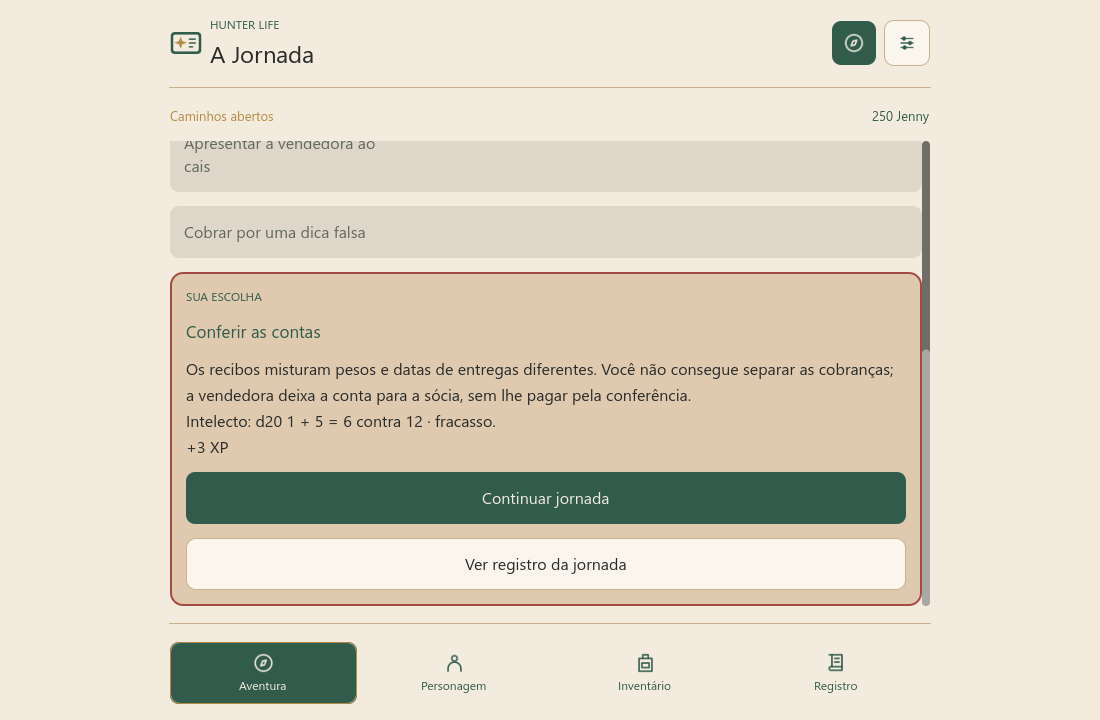 HUNTER LIFE
A Jornada
Caminhos abertos
250 Jenny
Apresentar a vendedora ao
cais
Cobrar por uma dica falsa
SUA ESCOLHA
Conferir as contas
Os recibos misturam pesos e datas de entregas diferentes. Você não consegue separar as cobranças;
a vendedora deixa a conta para a sócia, sem lhe pagar pela conferência.
Intelecto: d20 1 + 5 = 6 contra 12 · fracasso.
+3 XP
Continuar jornada
Ver registro da jornada
Aventura
Personagem
Inventário
Registro